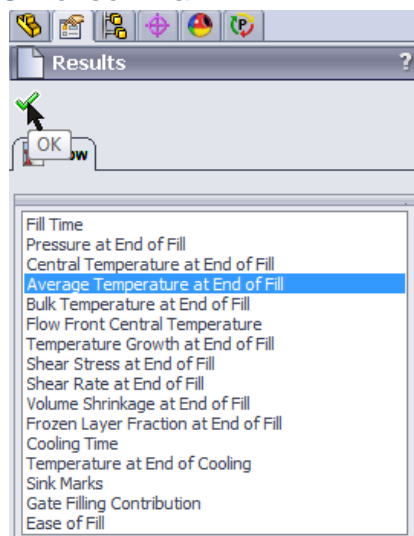 Results ?
OK
Fill Time
Pressure at End of Fill
Central Temperature at End of Fill
Average Temperature at End of Fill
Bulk Temperature at End of Fill
Flow Front Central Temperature
Temperature Growth at End of Fill
Shear Stress at End of Fill
Shear Rate at End of Fill
Volume Shrinkage at End of Fill
Frozen Layer Fraction at End of Fill
Cooling Time
Temperature at End of Cooling
Sink Marks
Gate Filling Contribution
Ease of Fill